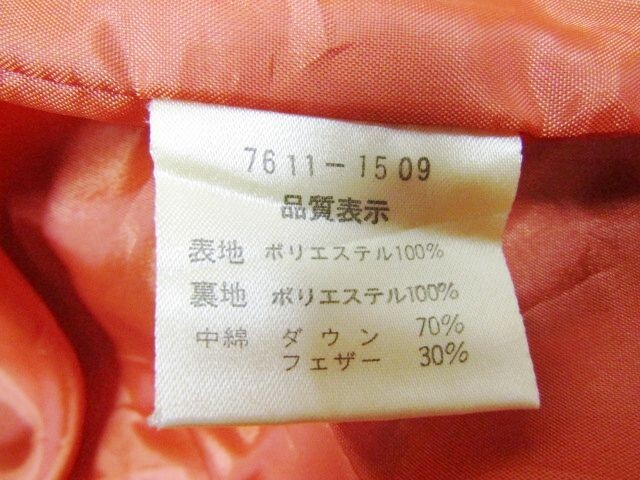 7611-1509
品質表示
表地 ポリエステル100%
裏地 ポリエステル100%
中綿 ダウン 70%
フェザー 30%